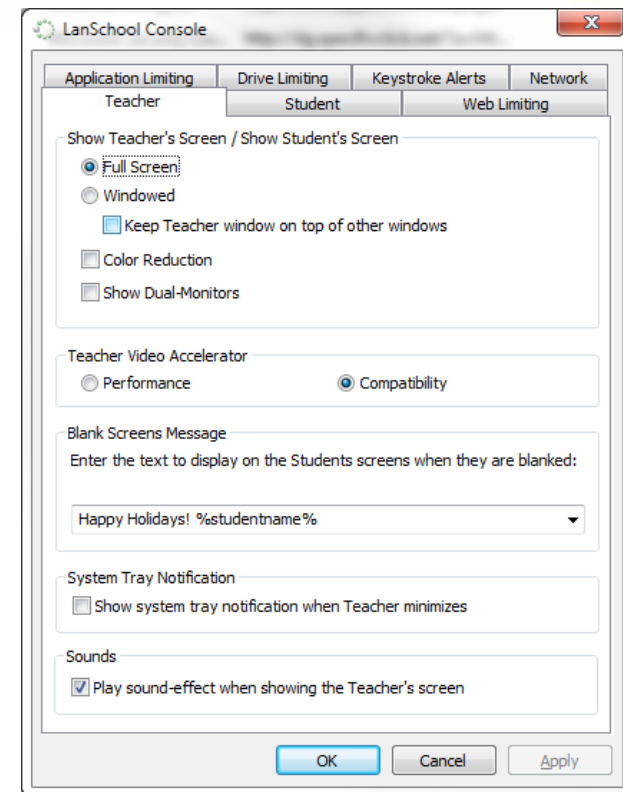 LanSchool Console
Application Limiting Drive Limiting Keystroke Alerts Network
Teacher Student Web Limiting
Show Teacher's Screen / Show Student's Screen
Full Screen
Windowed
Keep Teacher window on top of other windows
Color Reduction
Show Dual-Monitors
Teacher Video Accelerator
Performance Compatibility
Blank Screens Message
Enter the text to display on the Students screens when they are blanked:
Happy Holidays! %studentname%
System Tray Notification
Show system tray notification when Teacher minimizes
Sounds
Play sound-effect when showing the Teacher's screen
OK Cancel Apply